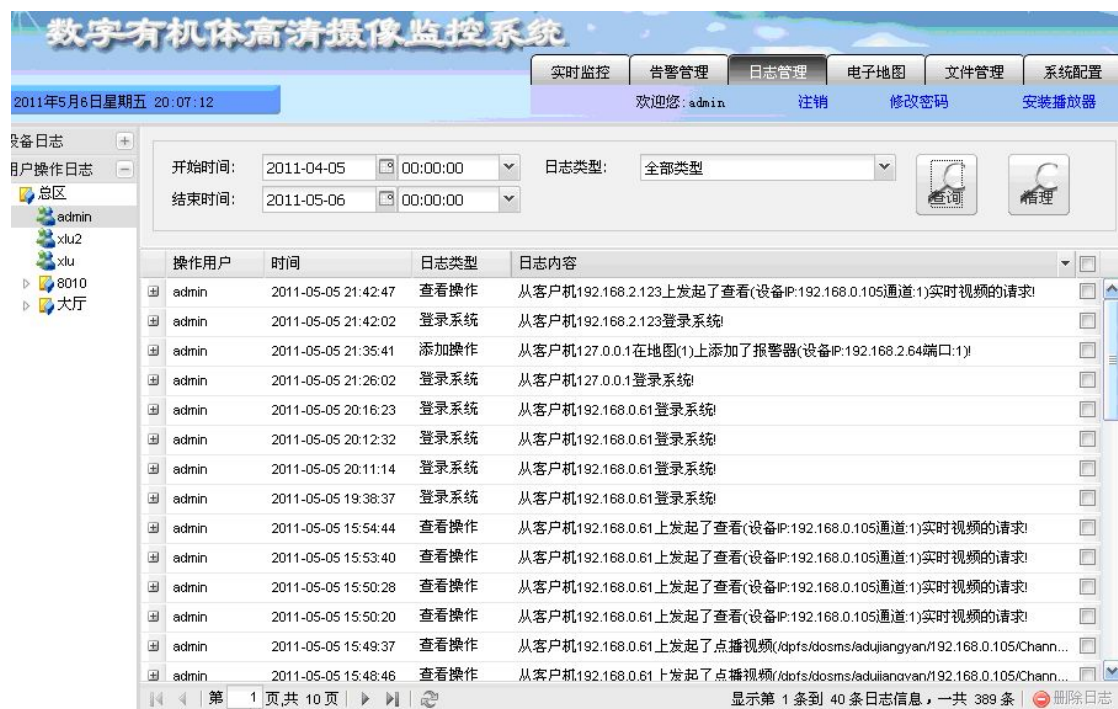 数字有机体高清摄像监控系统
实时监控 告警管理 日志管理 电子地图 文件管理 系统配置
2011年5月6日星期五 20:07:12 欢迎您:admin 注销 修改密码 安装播放器
设备日志
用户操作日志
总区
admin
xlu2
xlu
8010
大厅
开始时间: 2011-04-05 00:00:00 日志类型: 全部类型
结束时间: 2011-05-06 00:00:00
查询 清理
操作用户 时间 日志类型 日志内容
admin 2011-05-05 21:42:47 查看操作 从客户机192.168.2.123上发起了查看(设备IP:192.168.0.105通道:1)实时视频的请求!
admin 2011-05-05 21:42:02 登录系统 从客户机192.168.2.123登录系统!
admin 2011-05-05 21:35:41 添加操作 从客户机127.0.0.1在地图(1)上添加了报警器(设备IP:192.168.2.64端口:1)!
admin 2011-05-05 21:26:02 登录系统 从客户机127.0.0.1登录系统!
admin 2011-05-05 20:16:23 登录系统 从客户机192.168.0.61登录系统!
admin 2011-05-05 20:12:32 登录系统 从客户机192.168.0.61登录系统!
admin 2011-05-05 20:11:14 登录系统 从客户机192.168.0.61登录系统!
admin 2011-05-05 19:38:37 登录系统 从客户机192.168.0.61登录系统!
admin 2011-05-05 15:54:44 查看操作 从客户机192.168.0.61上发起了查看(设备IP:192.168.0.105通道:1)实时视频的请求!
admin 2011-05-05 15:53:40 查看操作 从客户机192.168.0.61上发起了查看(设备IP:192.168.0.105通道:1)实时视频的请求!
admin 2011-05-05 15:50:28 查看操作 从客户机192.168.0.61上发起了查看(设备IP:192.168.0.105通道:1)实时视频的请求!
admin 2011-05-05 15:50:20 查看操作 从客户机192.168.0.61上发起了查看(设备IP:192.168.0.105通道:1)实时视频的请求!
admin 2011-05-05 15:49:37 查看操作 从客户机192.168.0.61上发起了点播视频(/dpfs/dosms/adujiangyan/192.168.0.105/Chann...
admin 2011-05-05 15:48:46 查看操作 从客户机192.168.0.61上发起了点播视频(/dpfs/dosms/adujiangyan/192.168.0.105/Chann...
第 1 页,共 10 页 显示第 1 条到 40 条日志信息，一共 389 条 删除日志